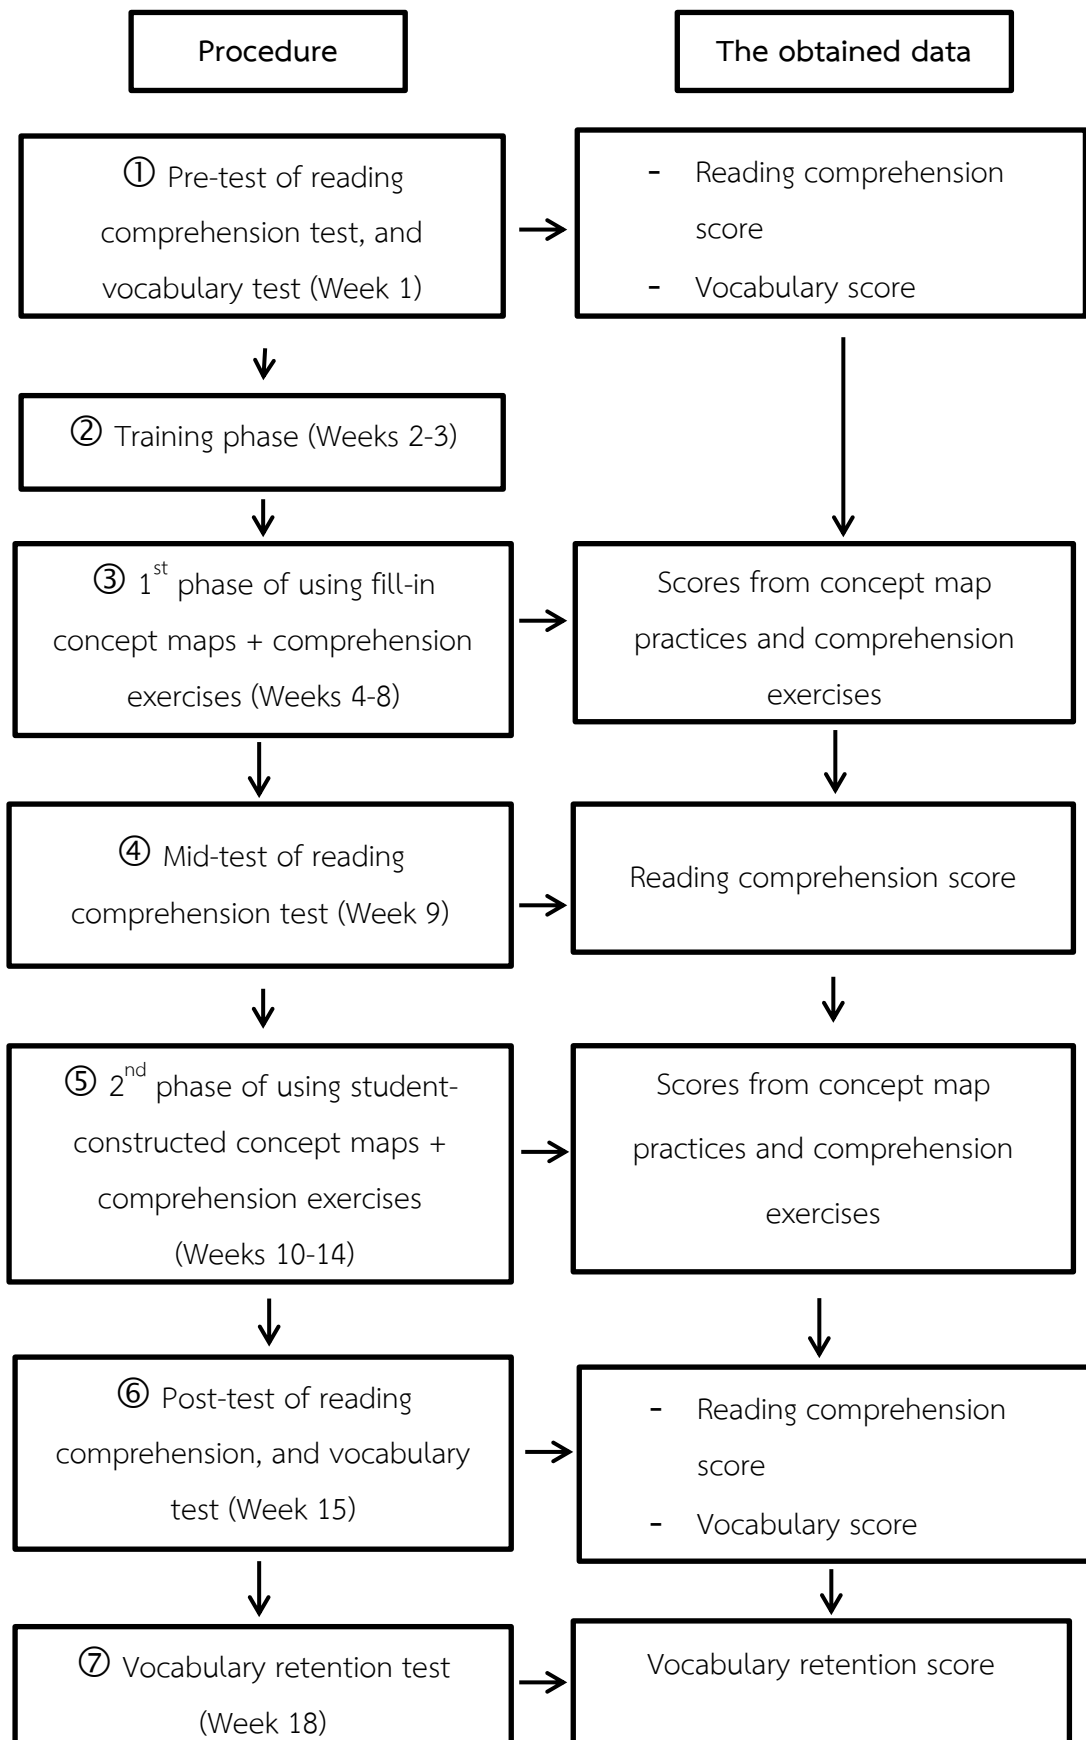 Procedure
The obtained data
① Pre-test of reading
comprehension test, and
vocabulary test (Week 1)
- Reading comprehension
score
- Vocabulary score
② Training phase (Weeks 2-3)
③ 1st phase of using fill-in
concept maps + comprehension
exercises (Weeks 4-8)
Scores from concept map
practices and comprehension
exercises
④ Mid-test of reading
comprehension test (Week 9)
Reading comprehension score
⑤ 2nd phase of using student-
constructed concept maps +
comprehension exercises
(Weeks 10-14)
Scores from concept map
practices and comprehension
exercises
⑥ Post-test of reading
comprehension, and vocabulary
test (Week 15)
- Reading comprehension
score
- Vocabulary score
⑦ Vocabulary retention test
(Week 18)
Vocabulary retention score